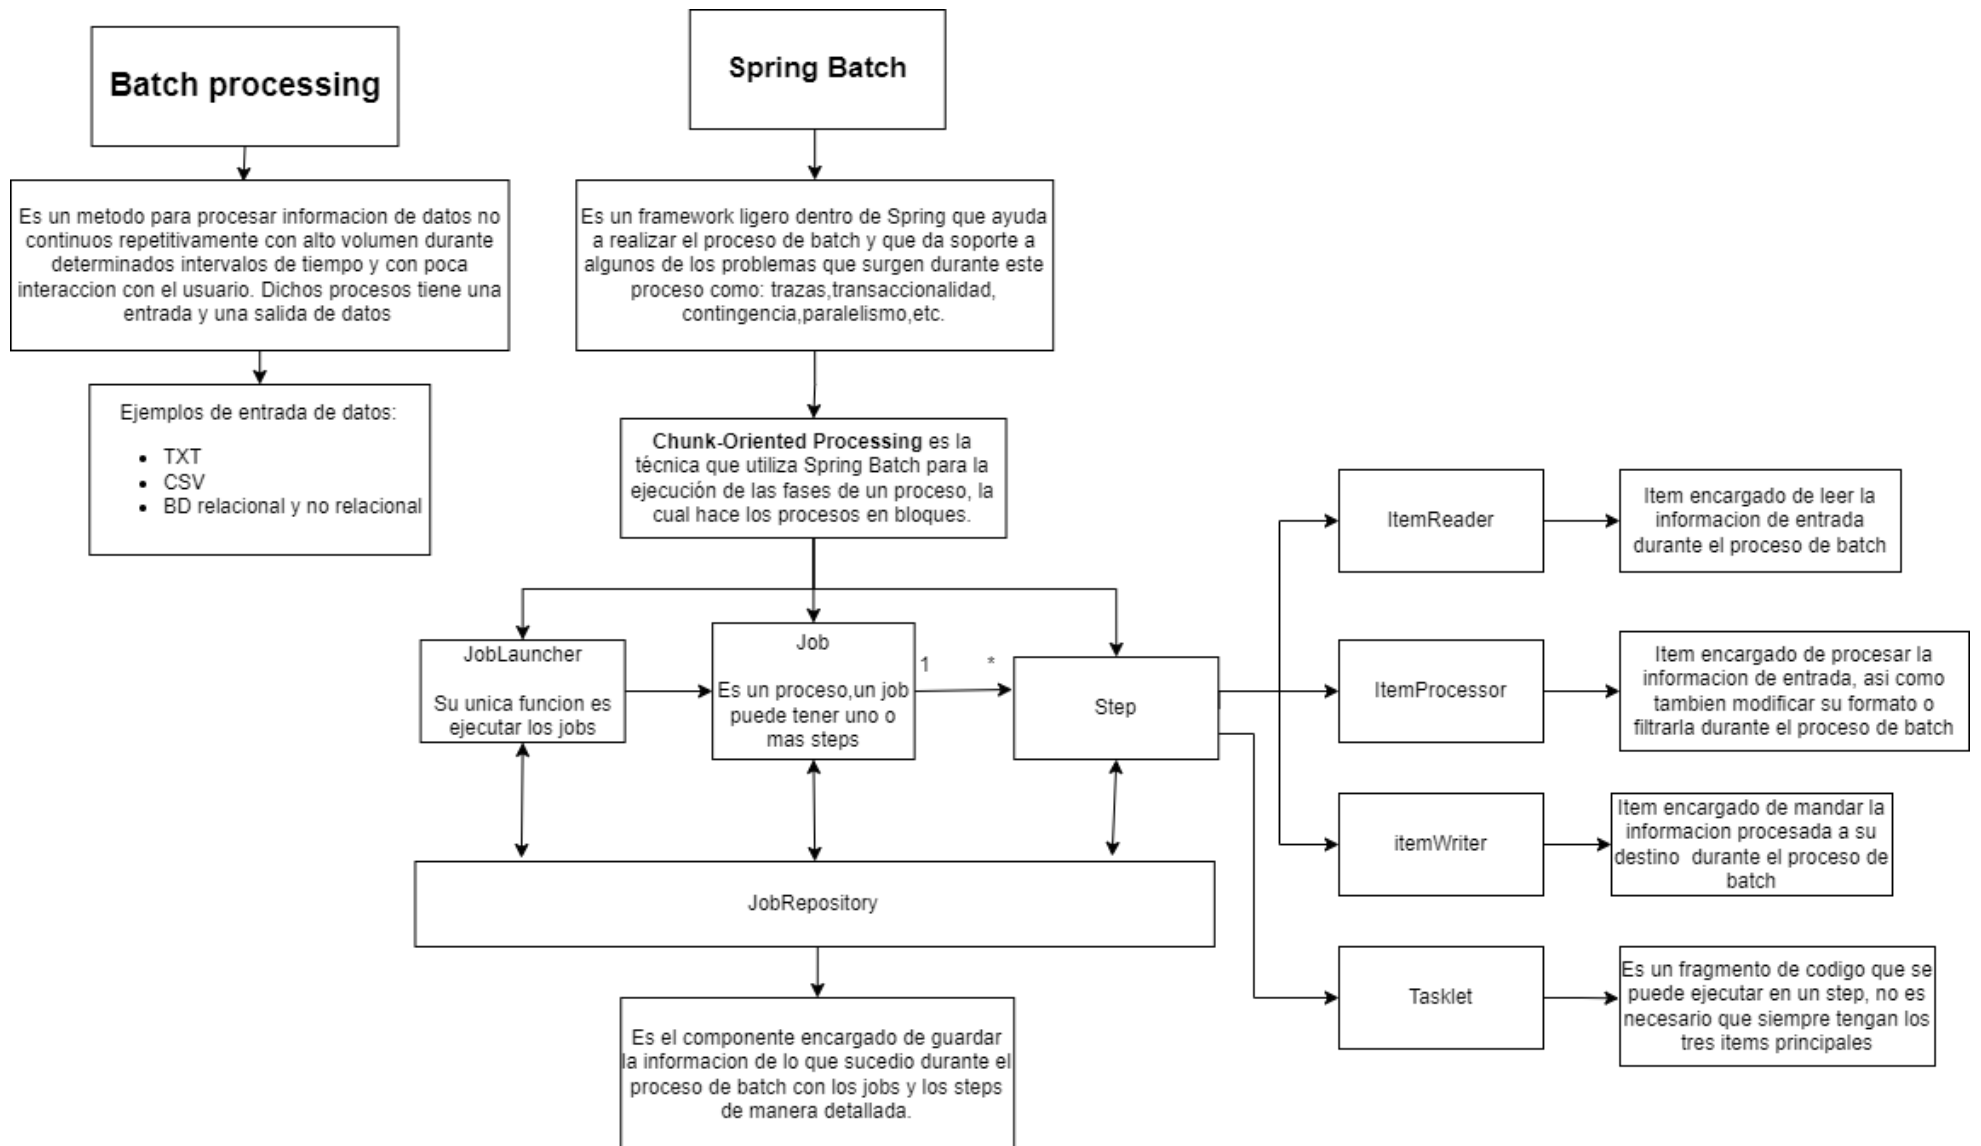 Batch processing
Es un metodo para procesar informacion de datos no
continuos repetitivamente con alto volumen durante
determinados intervalos de tiempo y con poca
interaccion con el usuario. Dichos procesos tiene una
entrada y una salida de datos
Ejemplos de entrada de datos:
• TXT
• CSV
• BD relacional y no relacional
Spring Batch
Es un framework ligero dentro de Spring que ayuda
a realizar el proceso de batch y que da soporte a
algunos de los problemas que surgen durante este
proceso como: trazas,transaccionalidad,
contingencia,paralelismo,etc.
Chunk-Oriented Processing es la
técnica que utiliza Spring Batch para la
ejecución de las fases de un proceso, la
cual hace los procesos en bloques.
JobLauncher
Su unica funcion es
ejecutar los jobs
Job
Es un proceso,un job
puede tener uno o
mas steps
1
*
Step
JobRepository
Es el componente encargado de guardar
la informacion de lo que sucedio durante el
proceso de batch con los jobs y los steps
de manera detallada.
ItemReader
Item encargado de leer la
informacion de entrada
durante el proceso de batch
ItemProcessor
Item encargado de procesar la
informacion de entrada, asi como
tambien modificar su formato o
filtrarla durante el proceso de batch
itemWriter
Item encargado de mandar la
informacion procesada a su
destino  durante el proceso de
batch
Tasklet
Es un fragmento de codigo que se
puede ejecutar en un step, no es
necesario que siempre tengan los
tres items principales